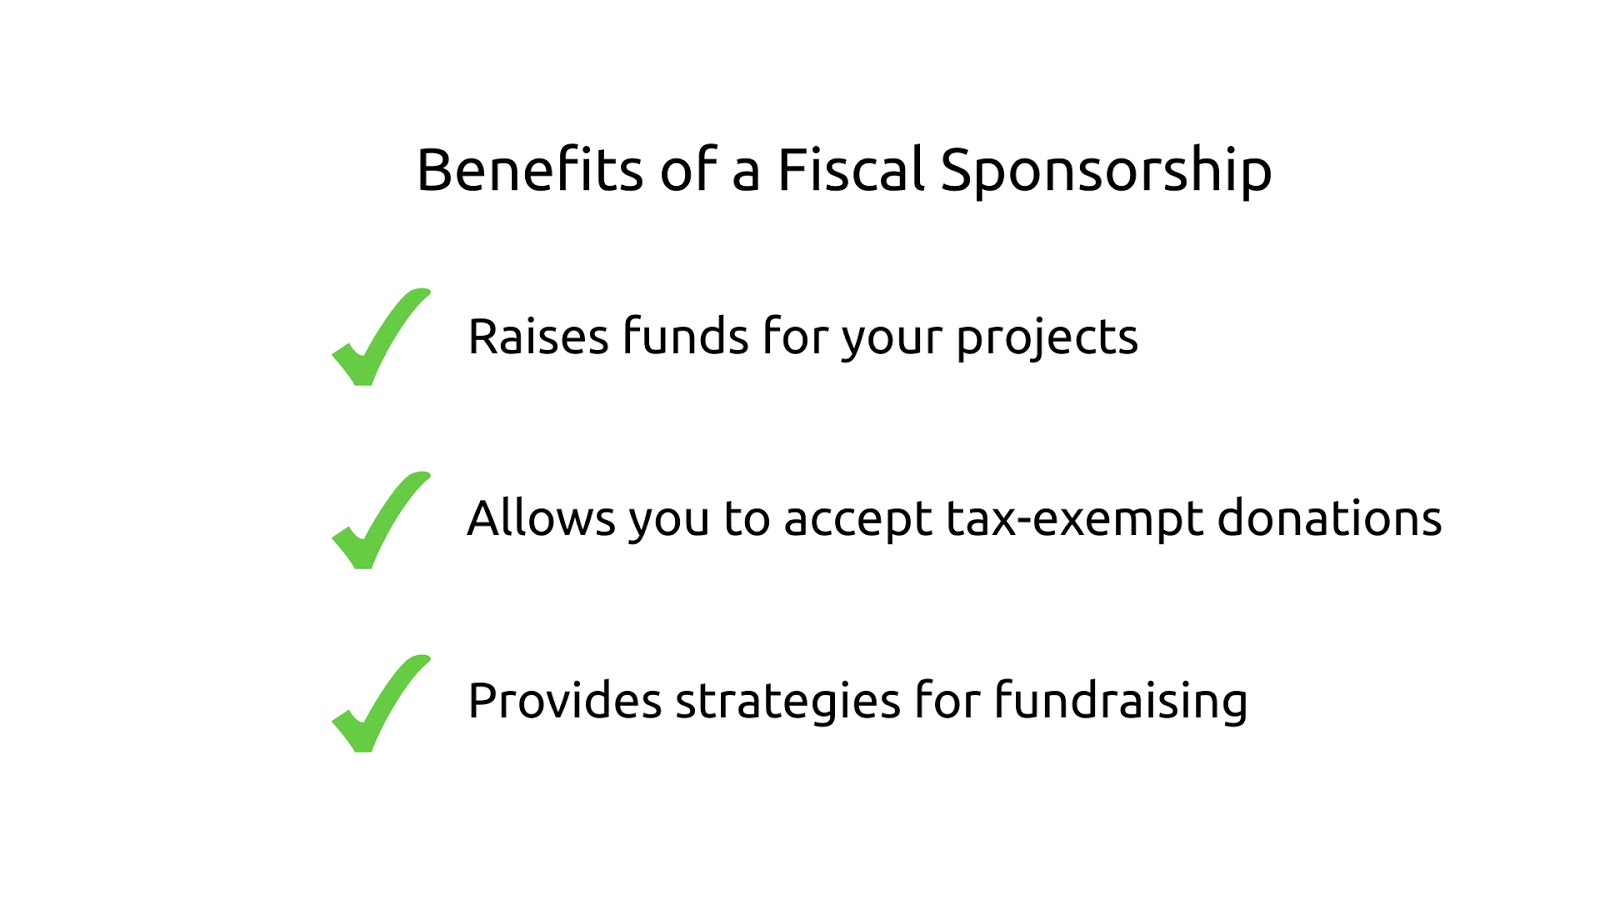 Benefits of a Fiscal Sponsorship
Raises funds for your projects
Allows you to accept tax-exempt donations
Provides strategies for fundraising